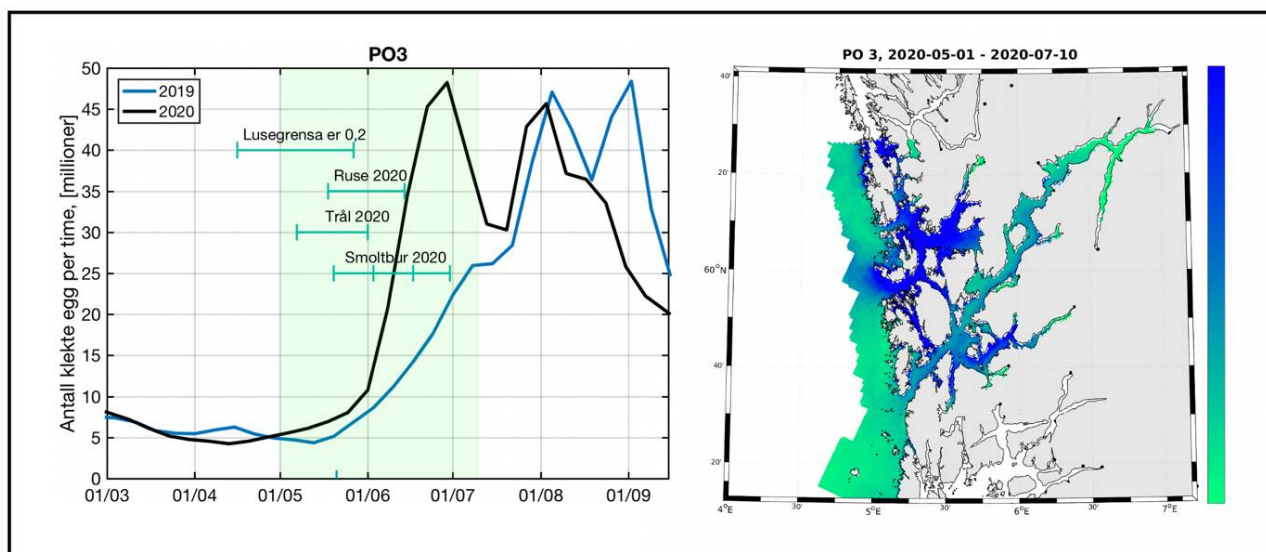 PO3
Antall klekte egg per time, [millioner]
50
45
40
35
30
25
20
15
10
5
0
2019
2020
Lusegrensa er 0,2
Ruse 2020
Trål 2020
Smoltbur 2020
01/03 01/04 01/05 01/06 01/07 01/08 01/09
PO 3, 2020-05-01 - 2020-07-10
40'
20'
60°N
40'
20'
4°E 30' 5°E 30' 6°E 30' 7°E